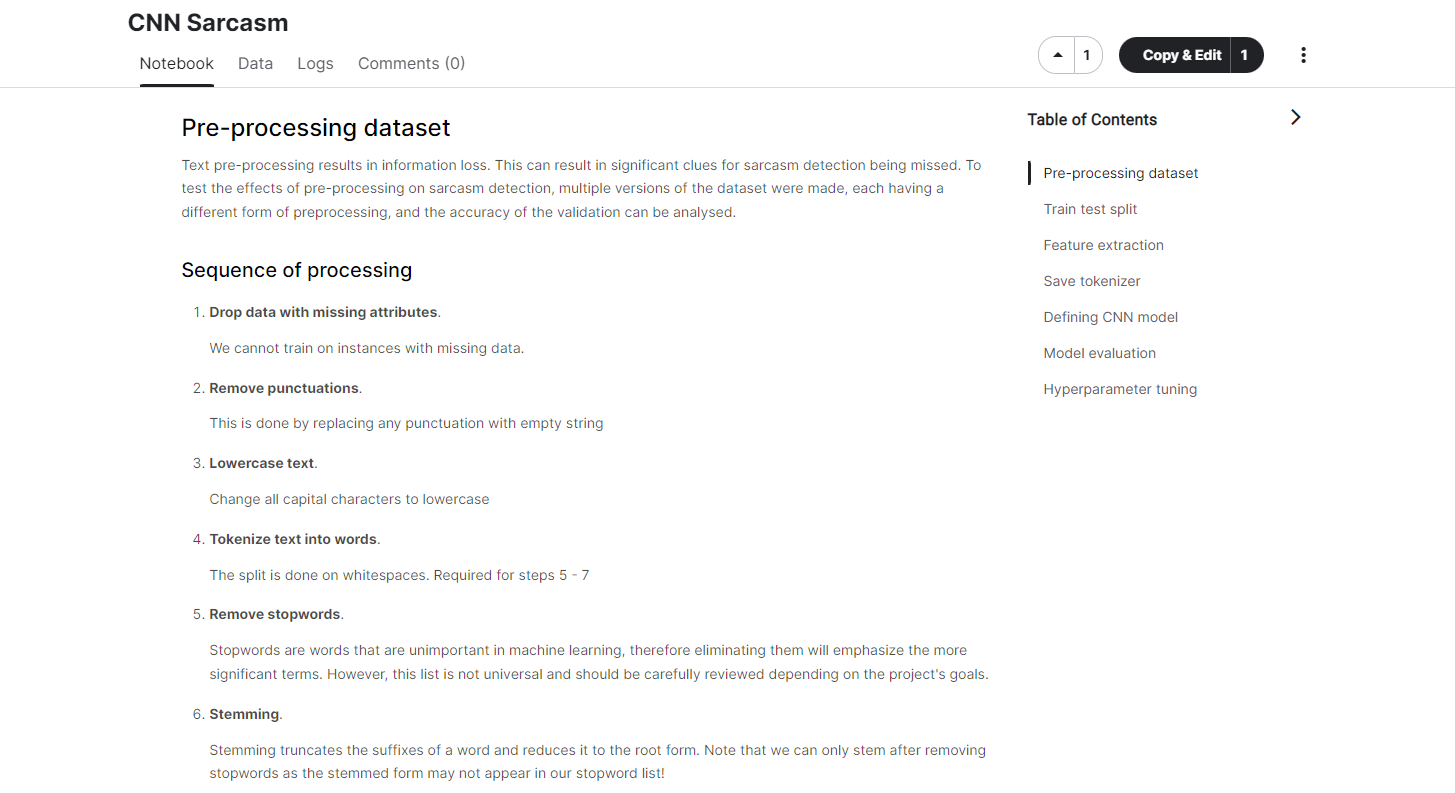 CNN Sarcasm
Notebook
Data
Logs
Comments (0)
1
Copy & Edit
1
Pre-processing dataset
Text pre-processing results in information loss. This can result in significant clues for sarcasm detection being missed. To
test the effects of pre-processing on sarcasm detection, multiple versions of the dataset were made, each having a
different form of preprocessing, and the accuracy of the validation can be analysed.
Sequence of processing
1. Drop data with missing attributes.
We cannot train on instances with missing data.
2. Remove punctuations.
This is done by replacing any punctuation with empty string
3. Lowercase text.
Change all capital characters to lowercase
4. Tokenize text into words.
The split is done on whitespaces. Required for steps 5 - 7
5. Remove stopwords.
Stopwords are words that are unimportant in machine learning, therefore eliminating them will emphasize the more
significant terms. However, this list is not universal and should be carefully reviewed depending on the project's goals.
6. Stemming.
Stemming truncates the suffixes of a word and reduces it to the root form. Note that we can only stem after removing
stopwords as the stemmed form may not appear in our stopword list!
Table of Contents
Pre-processing dataset
Train test split
Feature extraction
Save tokenizer
Defining CNN model
Model evaluation
Hyperparameter tuning